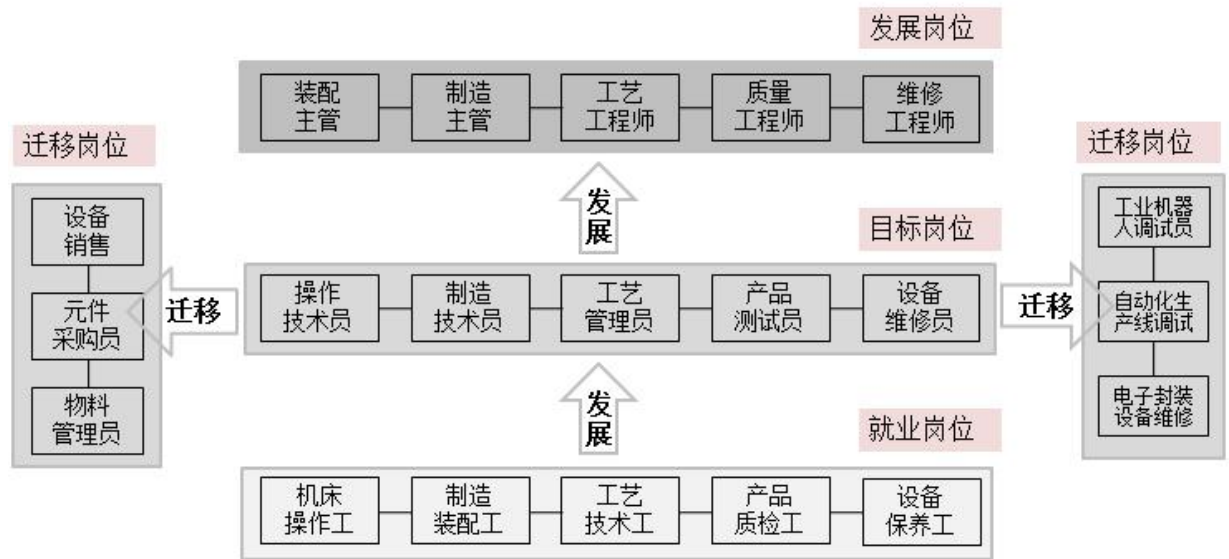 发展岗位
装配
主管
制造
主管
工艺
工程师
质量
工程师
维修
工程师
迁移岗位
设备
销售
元件
采购员
物料
管理员
迁移
发展
目标岗位
操作
技术员
制造
技术员
工艺
管理员
产品
测试员
设备
维修员
迁移
迁移岗位
工业机器
人调试员
自动化生
产线调试
电子封装
设备维修
发展
就业岗位
机床
操作工
制造
装配工
工艺
技术工
产品
质检工
设备
保养工